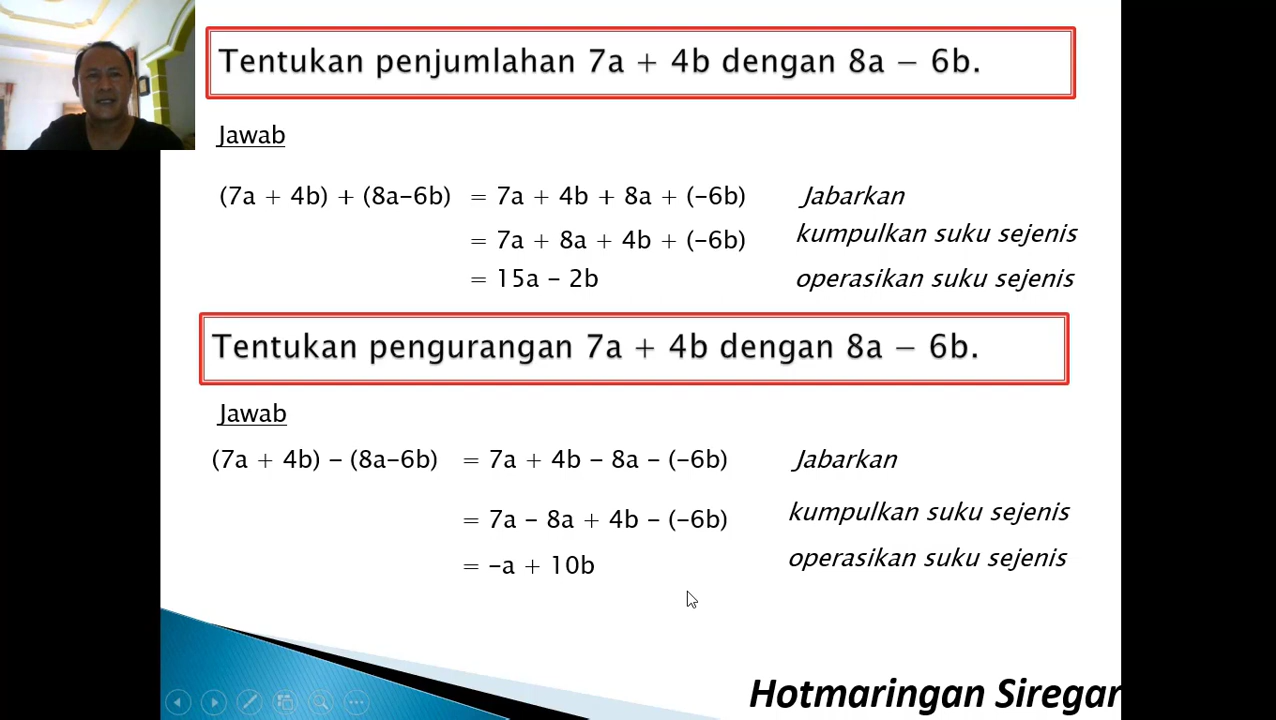 Tentukan penjumlahan 7a + 4b dengan 8a − 6b.
Jawab
(7a + 4b) + (8a-6b) = 7a + 4b + 8a + (-6b) Jabarkan
= 7a + 8a + 4b + (-6b) kumpulkan suku sejenis
= 15a - 2b operasikan suku sejenis
Tentukan pengurangan 7a + 4b dengan 8a − 6b.
Jawab
(7a + 4b) - (8a-6b) = 7a + 4b - 8a - (-6b) Jabarkan
= 7a - 8a + 4b - (-6b) kumpulkan suku sejenis
= -a + 10b operasikan suku sejenis
Hotmaringan Siregar